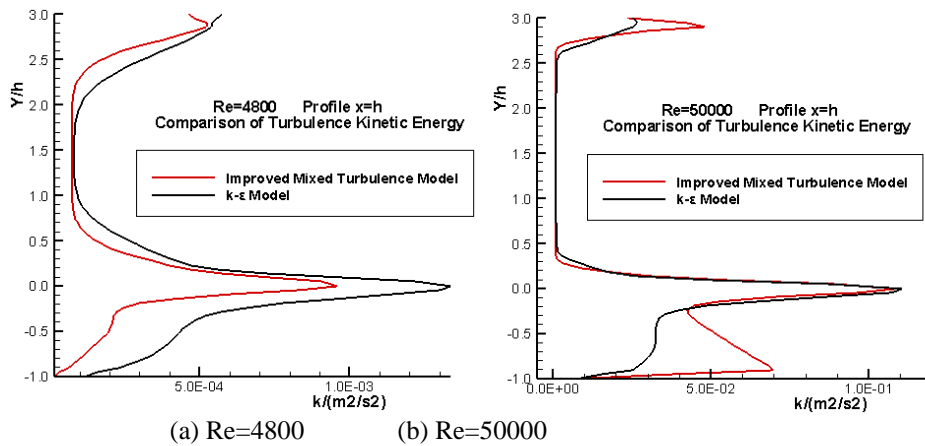 3.0
2.5
2.0
1.5
1.0
0.5
0.0
-0.5
-1.0
Y/h
Re=4800 Profile x=h
Comparison of Turbulence Kinetic Energy
Improved Mixed Turbulence Model
k-ε Model
5.0E-04 1.0E-03
k/(m2/s2)
3.0
2.5
2.0
1.5
1.0
0.5
0.0
-0.5
-1.0
Y/h
Re=50000 Profile x=h
Comparison of Turbulence Kinetic Energy
Improved Mixed Turbulence Model
k-ε Model
0.0E+00 5.0E-02 1.0E-01
k/(m2/s2)
(a) Re=4800 (b) Re=50000